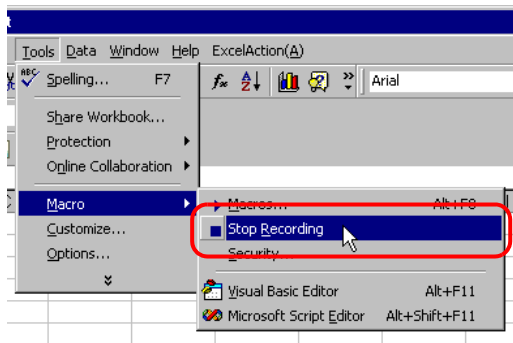 Tools Data Window Help ExcelAction(A)
ABC Spelling... F7
Arial
Share Workbook...
Protection
Online Collaboration
Macro
Macros... Alt+F8
Customize...
Stop Recording
Options...
Security...
Visual Basic Editor Alt+F11
Microsoft Script Editor Alt+Shift+F11